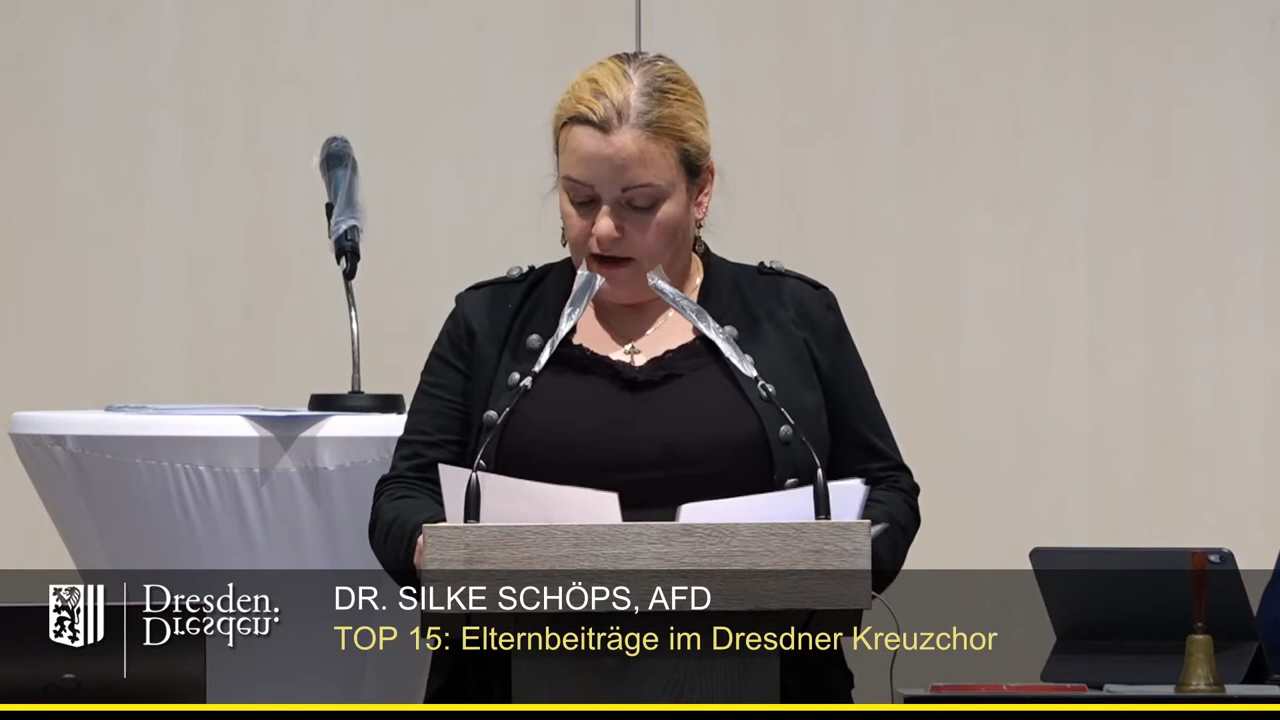 Dresden.
Dresden.
DR. SILKE SCHÖPS, AFD
TOP 15: Elternbeiträge im Dresdner Kreuzchor